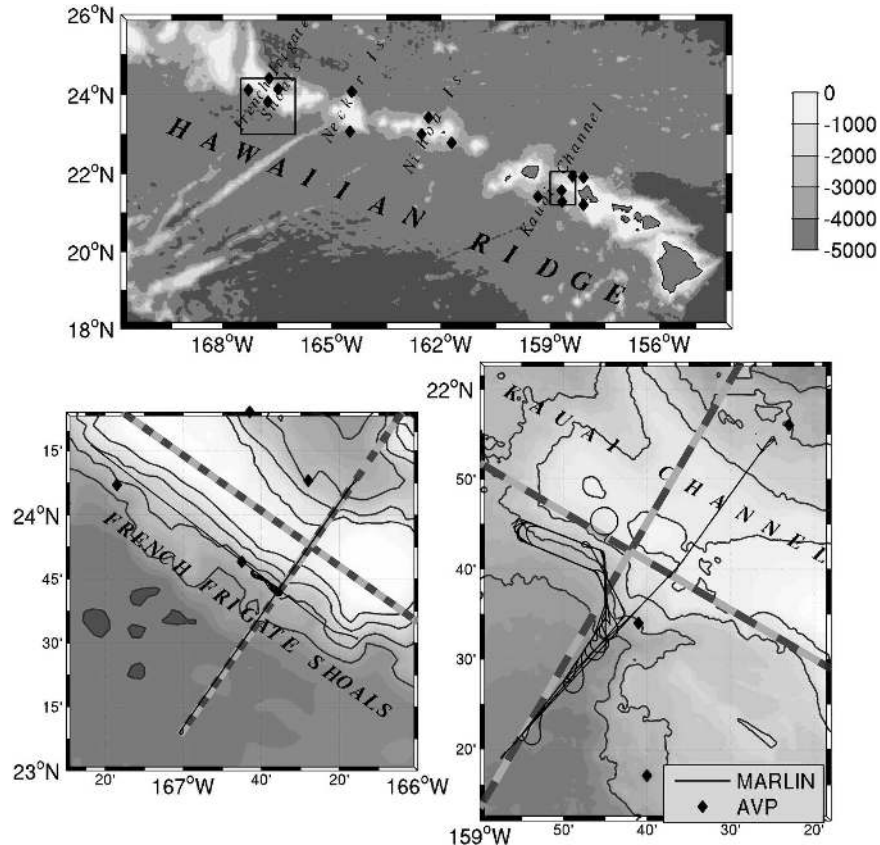 26°N
24°N
22°N
20°N
18°N
French Frigate
Shoals
Necker Is
Nihoa Is
Kauai Channel
HAWAIIAN RIDGE
168°W
165°W
162°W
159°W
156°W
0
-1000
-2000
-3000
-4000
-5000
15'
24°N
45'
30'
15'
23°N
FRENCH FRIGATE SHOALS
20'
167°W
40'
20'
166°W
22°N
50'
40'
30'
20'
KAUAI CHANNEL
MARLIN
AVP
159°W
50'
40'
30'
20'